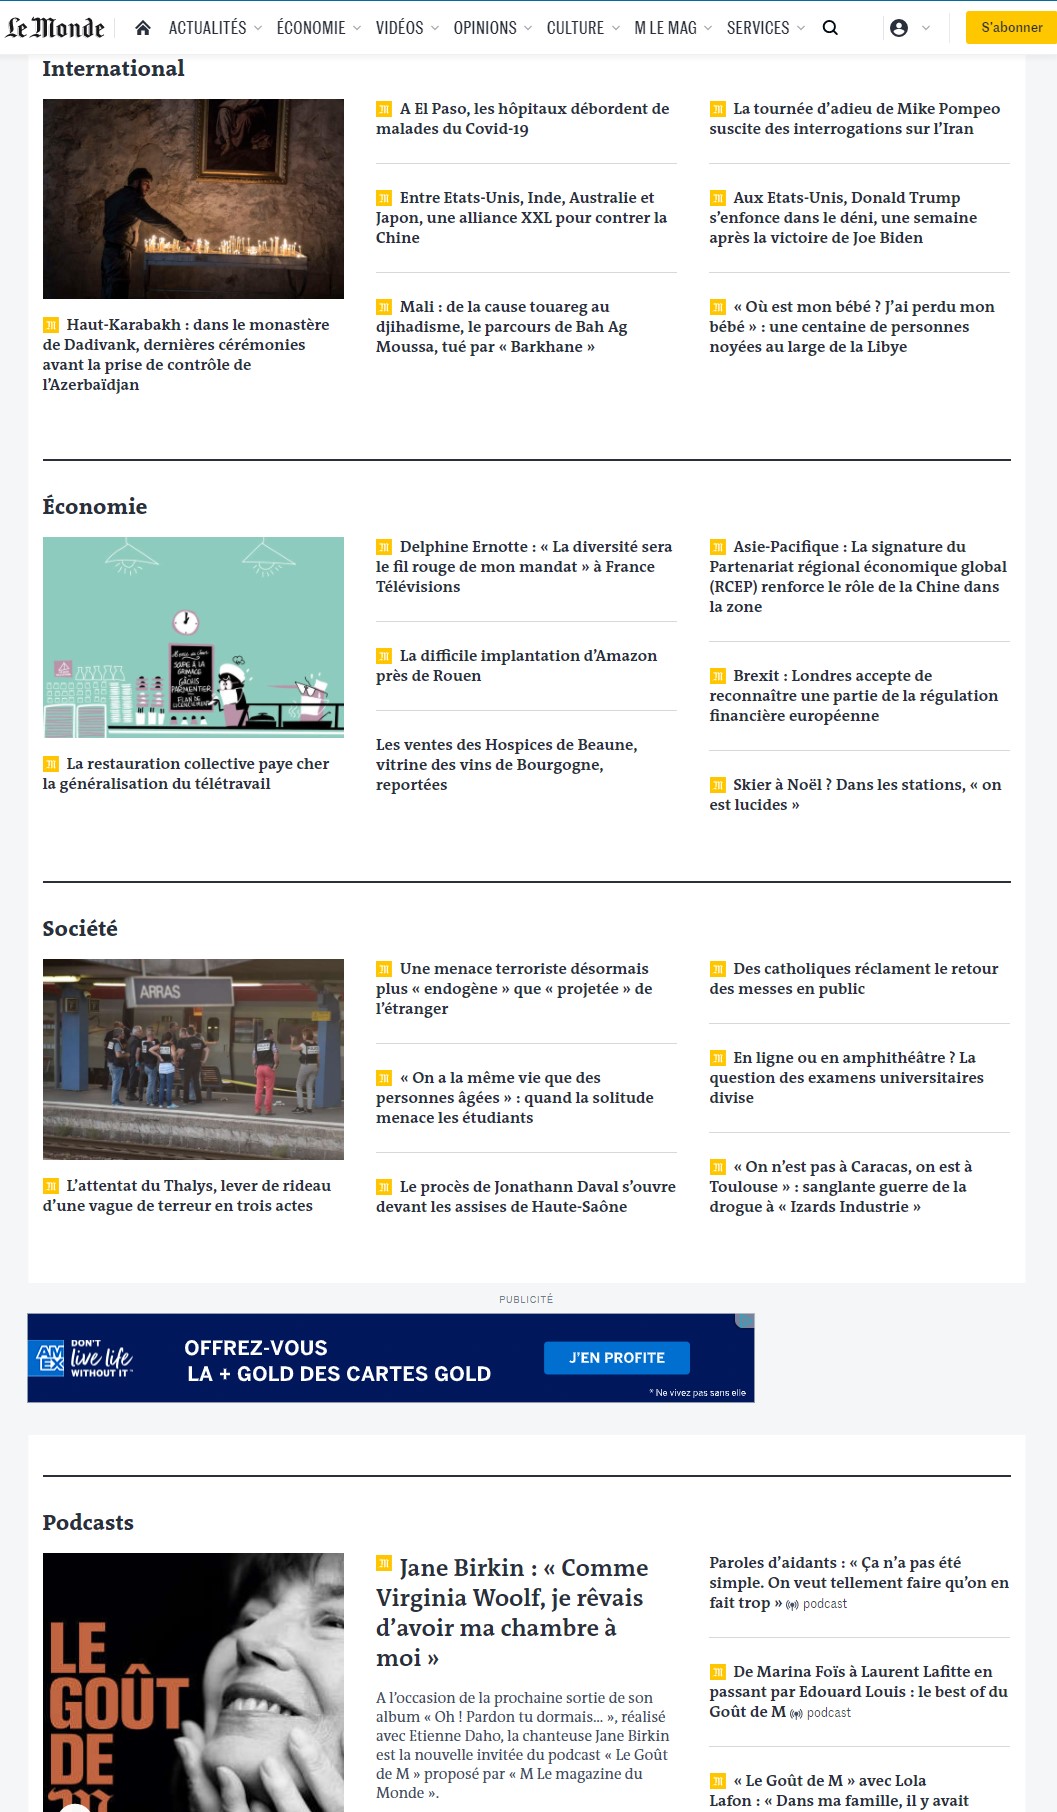 Le Monde
ACTUALITÉS
ÉCONOMIE
VIDÉOS
OPINIONS
CULTURE
M LE MAG
SERVICES
S'abonner
International
Haut-Karabakh : dans le monastère
de Dadivank, dernières cérémonies
avant la prise de contrôle de
l'Azerbaïdjan
A El Paso, les hôpitaux débordent de
malades du Covid-19
Entre Etats-Unis, Inde, Australie et
Japon, une alliance XXL pour contrer la
Chine
Mali : de la cause touareg au
djihadisme, le parcours de Bah Ag
Moussa, tué par « Barkhane »
La tournée d'adieu de Mike Pompeo
suscite des interrogations sur l'Iran
Aux Etats-Unis, Donald Trump
s'enfonce dans le déni, une semaine
après la victoire de Joe Biden
« Où est mon bébé ? J'ai perdu mon
bébé » : une centaine de personnes
noyées au large de la Libye
Économie
SOUPE À LA
GRIMACE
GÂCHIS
PARMENTIER
FLAN DE
LICENCIEMENT
La restauration collective paye cher
la généralisation du télétravail
Delphine Ernotte : « La diversité sera
le fil rouge de mon mandat » à France
Télévisions
La difficile implantation d'Amazon
près de Rouen
Les ventes des Hospices de Beaune,
vitrine des vins de Bourgogne,
reportées
Asie-Pacifique : La signature du
Partenariat régional économique global
(RCEP) renforce le rôle de la Chine dans
la zone
Brexit : Londres accepte de
reconnaître une partie de la régulation
financière européenne
Skier à Noël ? Dans les stations, « on
est lucides »
Société
ARRAS
L'attentat du Thalys, lever de rideau
d'une vague de terreur en trois actes
Une menace terroriste désormais
plus « endogène » que « projetée » de
l'étranger
« On a la même vie que des
personnes âgées » : quand la solitude
menace les étudiants
Le procès de Jonathann Daval s'ouvre
devant les assises de Haute-Saône
Des catholiques réclament le retour
des messes en public
En ligne ou en amphithéâtre ? La
question des examens universitaires
divise
« On n'est pas à Caracas, on est à
Toulouse » : sanglante guerre de la
drogue à « Izards Industrie »
PUBLICITÉ
AM
EX
DON'T
live life
WITHOUT IT
OFFREZ-VOUS
LA + GOLD DES CARTES GOLD
J'EN PROFITE
* Ne vivez pas sans elle
Podcasts
LE
GOÛT
DE
M
Jane Birkin : « Comme
Virginia Woolf, je rêvais
d'avoir ma chambre à
moi »
A l'occasion de la prochaine sortie de son
album « Oh ! Pardon tu dormais… », réalisé
avec Etienne Daho, la chanteuse Jane Birkin
est la nouvelle invitée du podcast « Le Goût
de M » proposé par « M Le magazine du
Monde ».
Paroles d'aidants : « Ça n'a pas été
simple. On veut tellement faire qu'on en
fait trop » podcast
De Marina Foïs à Laurent Lafitte en
passant par Edouard Louis : le best of du
Goût de M podcast
« Le Goût de M » avec Lola
Lafon : « Dans ma famille, il y avait